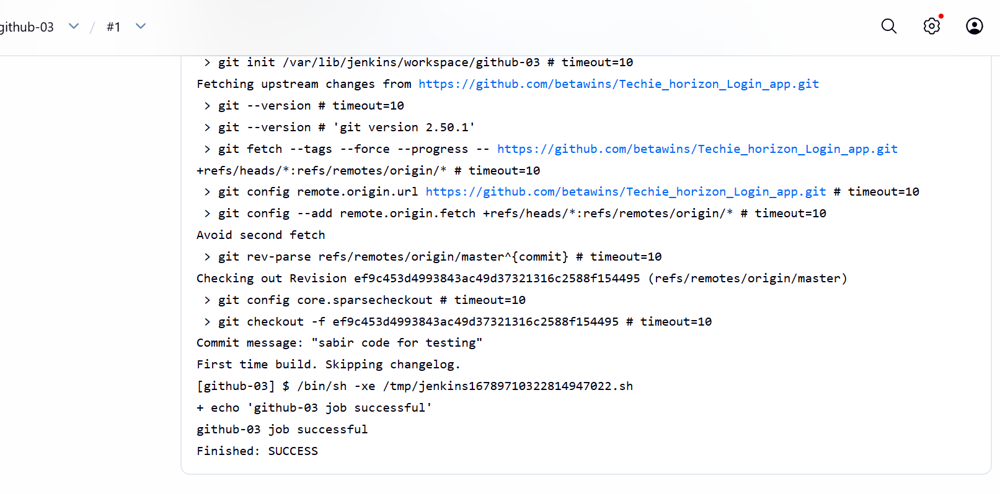 github-03 / #1
> git init /var/lib/jenkins/workspace/github-03 # timeout=10
Fetching upstream changes from https://github.com/betawins/Techie_horizon_Login_app.git
> git --version # timeout=10
> git --version # 'git version 2.50.1'
> git fetch --tags --force --progress -- https://github.com/betawins/Techie_horizon_Login_app.git
+refs/heads/*:refs/remotes/origin/* # timeout=10
> git config remote.origin.url https://github.com/betawins/Techie_horizon_Login_app.git # timeout=10
> git config --add remote.origin.fetch +refs/heads/*:refs/remotes/origin/* # timeout=10
Avoid second fetch
> git rev-parse refs/remotes/origin/master^{commit} # timeout=10
Checking out Revision ef9c453d4993843ac49d37321316c2588f154495 (refs/remotes/origin/master)
> git config core.sparsecheckout # timeout=10
> git checkout -f ef9c453d4993843ac49d37321316c2588f154495 # timeout=10
Commit message: "sabir code for testing"
First time build. Skipping changelog.
[github-03] $ /bin/sh -xe /tmp/jenkins16789710322814947022.sh
+ echo 'github-03 job successful'
github-03 job successful
Finished: SUCCESS